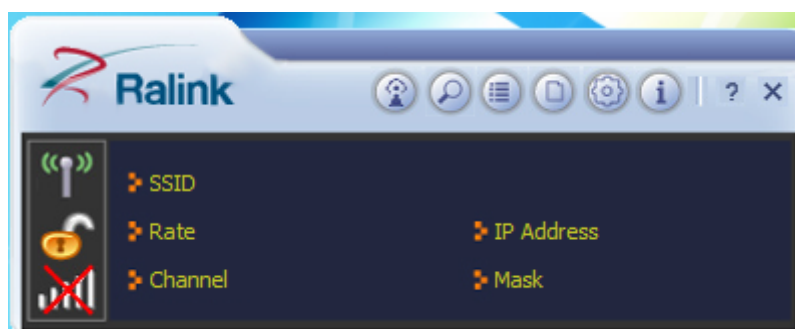 Ralink
? ×
SSID
Rate IP Address
Channel Mask